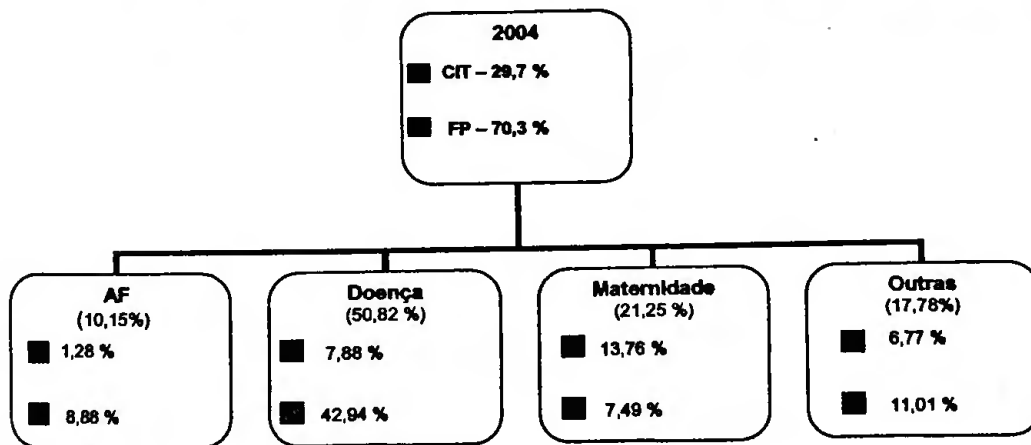 2004
CIT – 29,7 %
FP – 70,3 %
AF
(10,15%)
1,28 %
8,88 %
Doença
(50,82 %)
7,88 %
42,94 %
Maternidade
(21,25 %)
13,76 %
7,49 %
Outras
(17,78%)
6,77 %
11,01 %